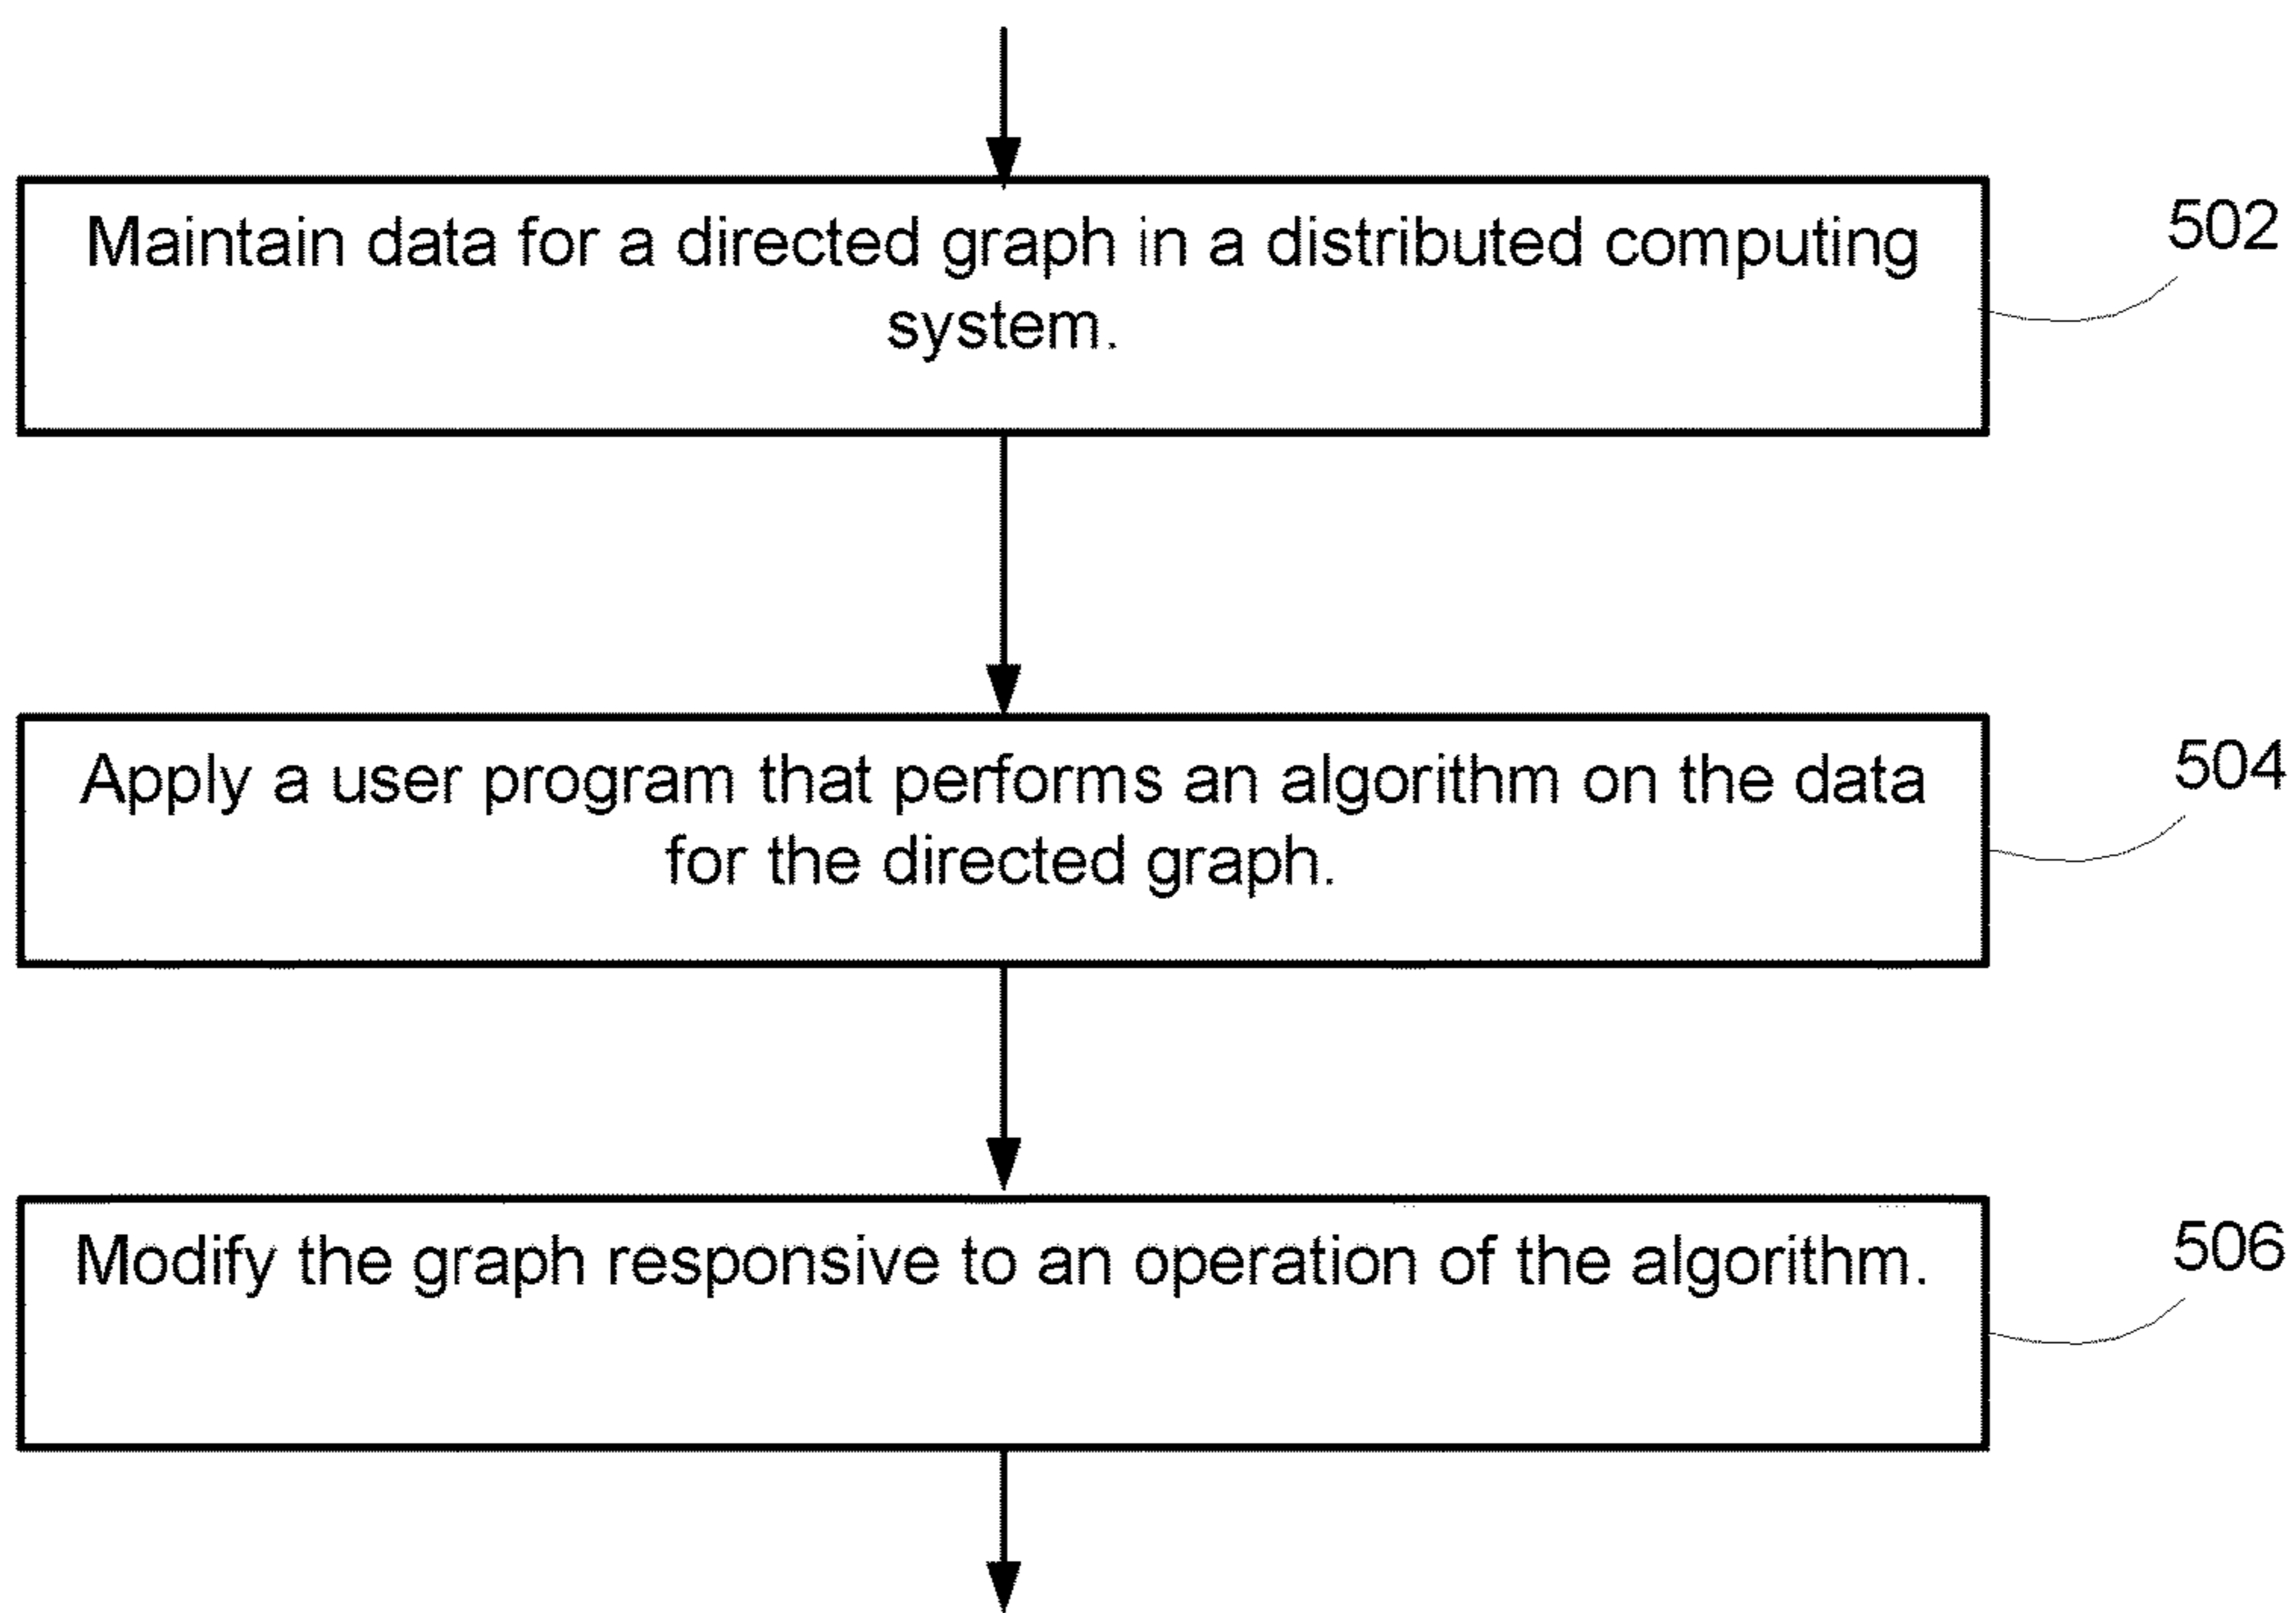 Maintain data for a directed graph in a distributed computing
system.
502
Apply a user program that performs an algorithm on the data
for the directed graph.
504
Modify the graph responsive to an operation of the algorithm.
506